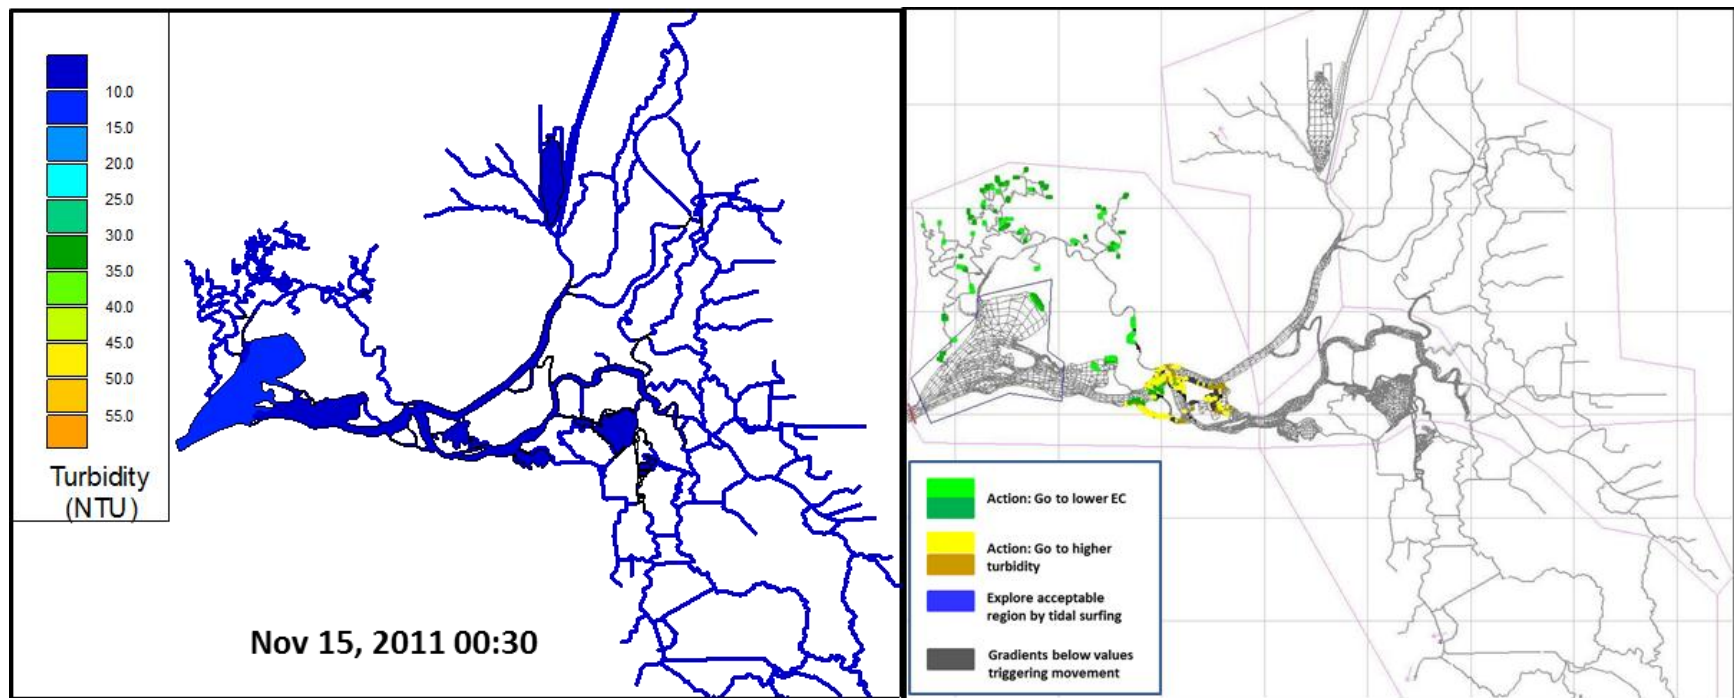 10.0
15.0
20.0
25.0
30.0
35.0
40.0
45.0
50.0
55.0
Turbidity
(NTU)
Nov 15, 2011 00:30
Action: Go to lower EC
Action: Go to higher
turbidity
Explore acceptable
region by tidal surfing
Gradients below values
triggering movement